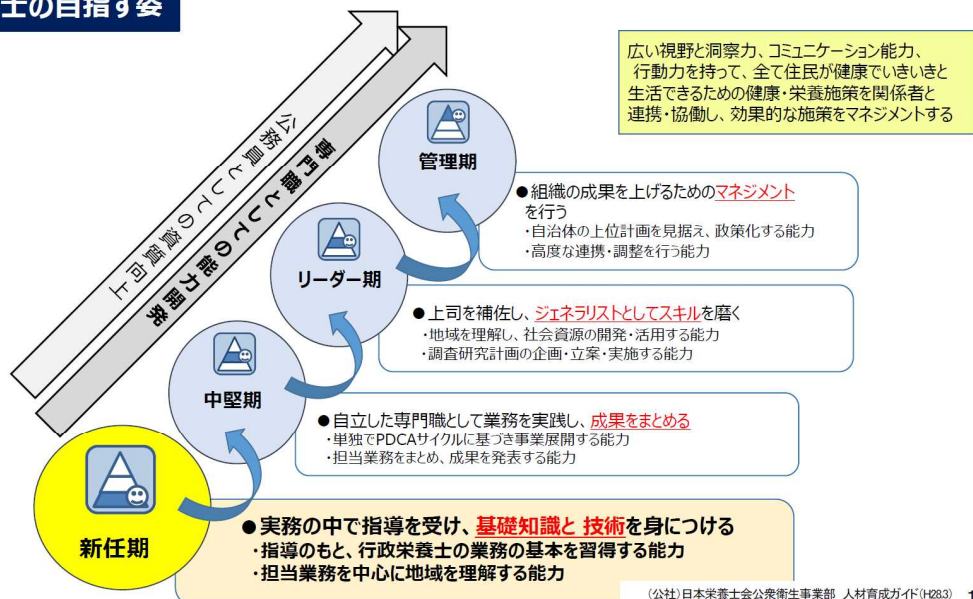 士の目指す姿
公務員としての資質向上
専門職としての能力開発
広い視野と洞察力、コミュニケーション能力、
行動力を持って、全て住民が健康でいきいきと
生活できるための健康・栄養施策を関係者と
連携・協働し、効果的な施策をマネジメントする
管理期
●組織の成果を上げるためのマネジメント
を行う
・自治体の上位計画を見据え、政策化する能力
・高度な連携・調整を行う能力
リーダー期
●上司を補佐し、ジェネラリストとしてスキルを磨く
・地域を理解し、社会資源の開発・活用する能力
・調査研究計画の企画・立案・実施する能力
中堅期
●自立した専門職として業務を実践し、成果をまとめる
・単独でPDCAサイクルに基づき事業展開する能力
・担当業務をまとめ、成果を発表する能力
新任期
●実務の中で指導を受け、基礎知識と 技術を身につける
・指導のもと、行政栄養士の業務の基本を習得する能力
・担当業務を中心に地域を理解する能力
（公社）日本栄養士会公衆衛生事業部 人材育成ガイド（H28.3） 1